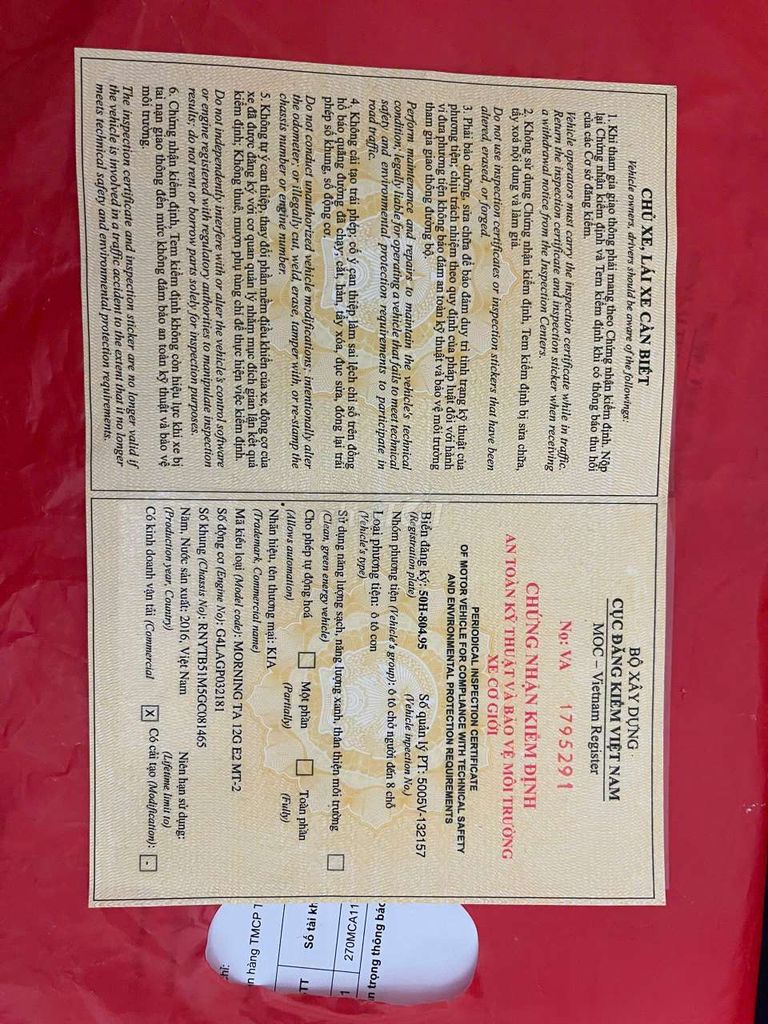 CHỦ XE, LÁI XE CẦN BIẾT
Vehicle owners, drivers should be aware of the followings:
1. Khi tham gia giao thông phải mang theo Chứng nhận kiểm định. Nộp
lại Chứng nhận kiểm định và Tem kiểm định khi có thông báo thu hồi
của các Cơ sở đăng kiểm.
Vehicle operators must carry the inspection certificate while in traffic.
Return the inspection certificate and inspection sticker when receiving
a withdrawal notice from the Inspection Centers.
2. Không sử dụng Chứng nhận kiểm định, Tem kiểm định bị sửa chữa,
tẩy xoá nội dung và làm giả.
Do not use inspection certificates or inspection stickers that have been
altered, erased, or forged.
3. Phải bảo dưỡng, sửa chữa để bảo đảm duy trì tình trạng kỹ thuật của
phương tiện; chịu trách nhiệm theo quy định của pháp luật đối với hành
vi đưa phương tiện không bảo đảm an toàn kỹ thuật và bảo vệ môi trường
tham gia giao thông đường bộ.
Perform maintenance and repairs to maintain the vehicle's technical
condition; legally liable for operating a vehicle that fails to meet technical
safety and environmental protection requirements to participate in
road traffic.
4. Không cải tạo trái phép; cố ý can thiệp làm sai lệch chỉ số trên đồng
hồ báo quãng đường đã chạy; cắt, hàn, tẩy xóa, đục sửa, đóng lại trái
phép số khung, số động cơ.
Do not conduct unauthorized vehicle modifications; intentionally alter
the odometer; or illegally cut, weld, erase, tamper with, or re-stamp the
chassis number or engine number.
5. Không tự ý can thiệp, thay đổi phần mềm điều khiển của xe, động cơ của
xe đã được đăng ký với cơ quan quản lý nhằm mục đích gian lận kết quả
kiểm định; Không thuê, mượn phụ tùng chỉ để thực hiện việc kiểm định.
Do not independently interfere with or alter the vehicle's control software
or engine registered with regulatory authorities to manipulate inspection
results; do not rent or borrow parts solely for inspection purposes.
6. Chứng nhận kiểm định, Tem kiểm định không còn hiệu lực khi xe bị
tai nạn giao thông đến mức không đảm bảo an toàn kỹ thuật và bảo vệ
môi trường.
The inspection certificate and inspection sticker are no longer valid if
the vehicle is involved in a traffic accident to the extent that it no longer
meets technical safety and environmental protection requirements.
BỘ XÂY DỰNG
CỤC ĐĂNG KIỂM VIỆT NAM
MOC – Vietnam Register
No: VA 1795291
CHỨNG NHẬN KIỂM ĐỊNH
AN TOÀN KỸ THUẬT VÀ BẢO VỆ MÔI TRƯỜNG
XE CƠ GIỚI
PERIODICAL INSPECTION CERTIFICATE
OF MOTOR VEHICLE FOR COMPLIANCE WITH TECHNICAL SAFETY
AND ENVIRONMENTAL PROTECTION REQUIREMENTS
Biển đăng ký: 50H-804.95 Số quản lý PT: 5005V-132157
(Registration plate) (Vehicle inpection No.)
Nhóm phương tiện (Vehicle's group): ô tô chở người đến 8 chỗ
Loại phương tiện: ô tô con
(Vehicle's type)
Sử dụng năng lượng sạch, năng lượng xanh, thân thiện môi trường
(Clean, green energy vehicle)
Cho phép tự động hoá Một phần Toàn phần
(Allows automation) (Partially) (Fully)
Nhãn hiệu, tên thương mại: KIA
(Trademark, Commercial name)
Mã kiểu loại (Model code): MORNING TA 12G E2 MT-2
Số động cơ (Engine No): G4LAGP032181
Số khung (Chassis No): RNYTB51M5GC081465
Năm, Nước sản xuất: 2016, Việt Nam Niên hạn sử dụng:
(Production year, Country) (Lifetime limit to)
Có kinh doanh vận tải (Commercial X Có cải tạo (Modification): -
n trọng thông báo
270MCA11
1
Số tài kh
TT
n hàng TMCP T
hi: